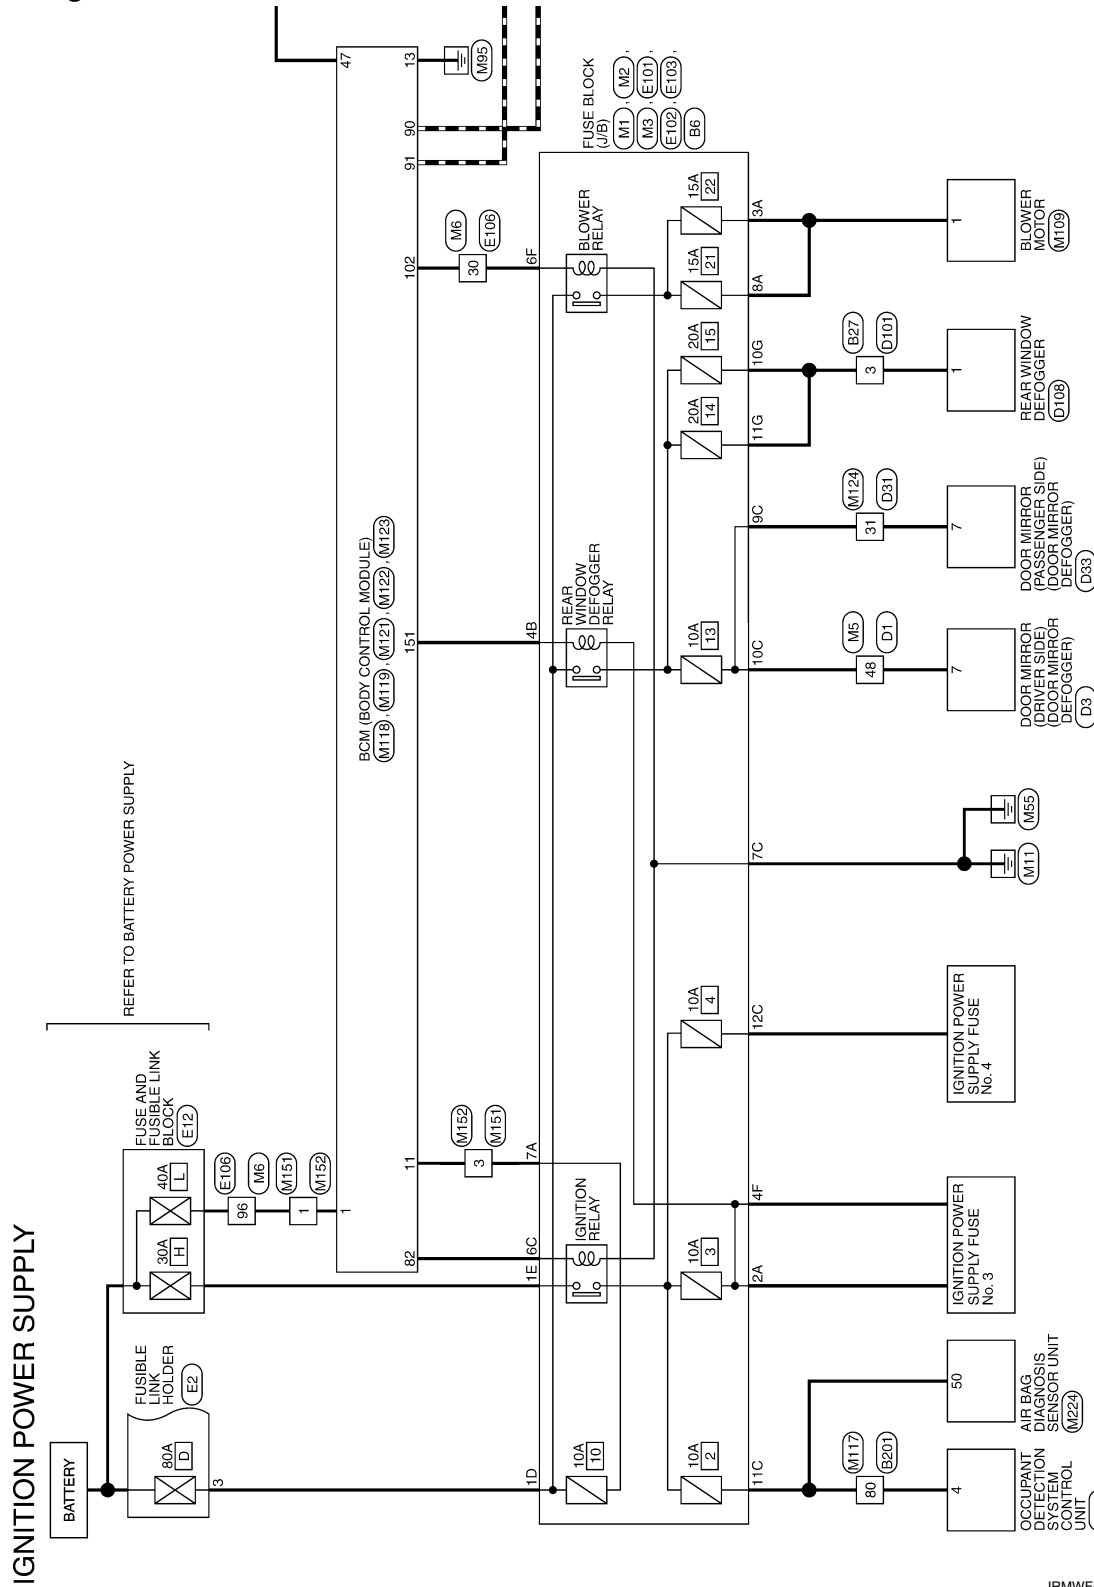 IGNITION POWER SUPPLY
BATTERY
80A
D
FUSIBLE
LINK
HOLDER
E2
3
30A
H
40A
L
FUSE AND
FUSIBLE LINK
BLOCK
E12
REFER TO BATTERY POWER SUPPLY
E106
96
M6
M151
1
M152
1
82
11
151
102
91
90
13
47
M95
BCM (BODY CONTROL MODULE)
M118 , M119 , M121 , M122 , M123
M152
3
M151
M6
30
E106
1D
1E
6C
7A
4B
6F
FUSE BLOCK
(J/B)
M1 , M2 ,
M3 , E101 ,
E102 , E103 ,
B6
10A
10
IGNITION
RELAY
REAR
WINDOW
DEFOGGER
RELAY
BLOWER
RELAY
10A
2
10A
3
10A
4
10A
13
20A
14
20A
15
15A
21
15A
22
11C
2A
4F
12C
7C
10C
9C
11G
10G
8A
3A
M117
80
B201
M5
48
D1
M124
31
D31
B27
3
D101
4
OCCUPANT
DETECTION
SYSTEM
CONTROL
UNIT
50
AIR BAG
DIAGNOSIS
SENSOR UNIT
M224
IGNITION POWER
SUPPLY FUSE
No. 3
IGNITION POWER
SUPPLY FUSE
No. 4
M11
M55
7
DOOR MIRROR
(DRIVER SIDE)
(DOOR MIRROR
DEFOGGER)
D3
7
DOOR MIRROR
(PASSENGER SIDE)
(DOOR MIRROR
DEFOGGER)
D33
1
REAR WINDOW
DEFOGGER
D108
1
BLOWER
MOTOR
M109